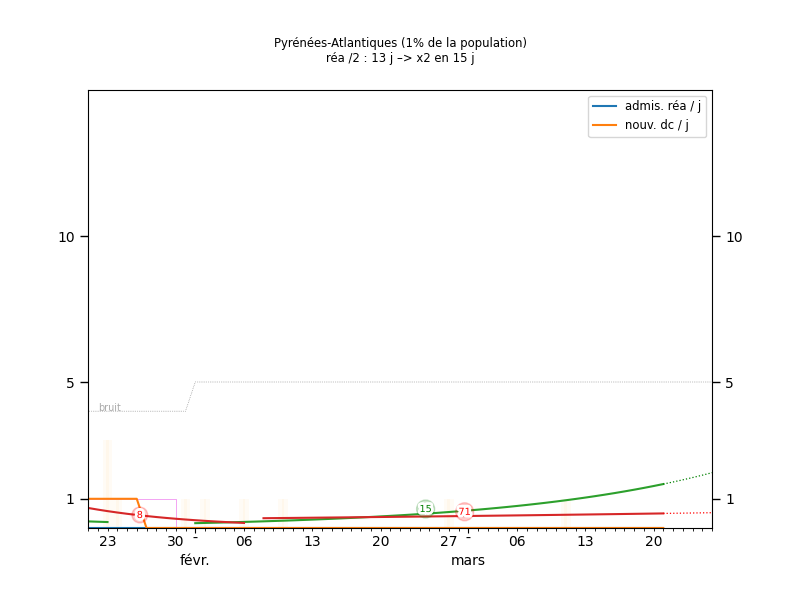 Pyrénées-Atlantiques (1% de la population)
réa /2 : 13 j –> x2 en 15 j
admis. réa / j
nouv. dc / j
10 10
5 5
bruit
1 1
8 15 71
23 30 - 06 13 20 27 - 06 13 20
févr. mars